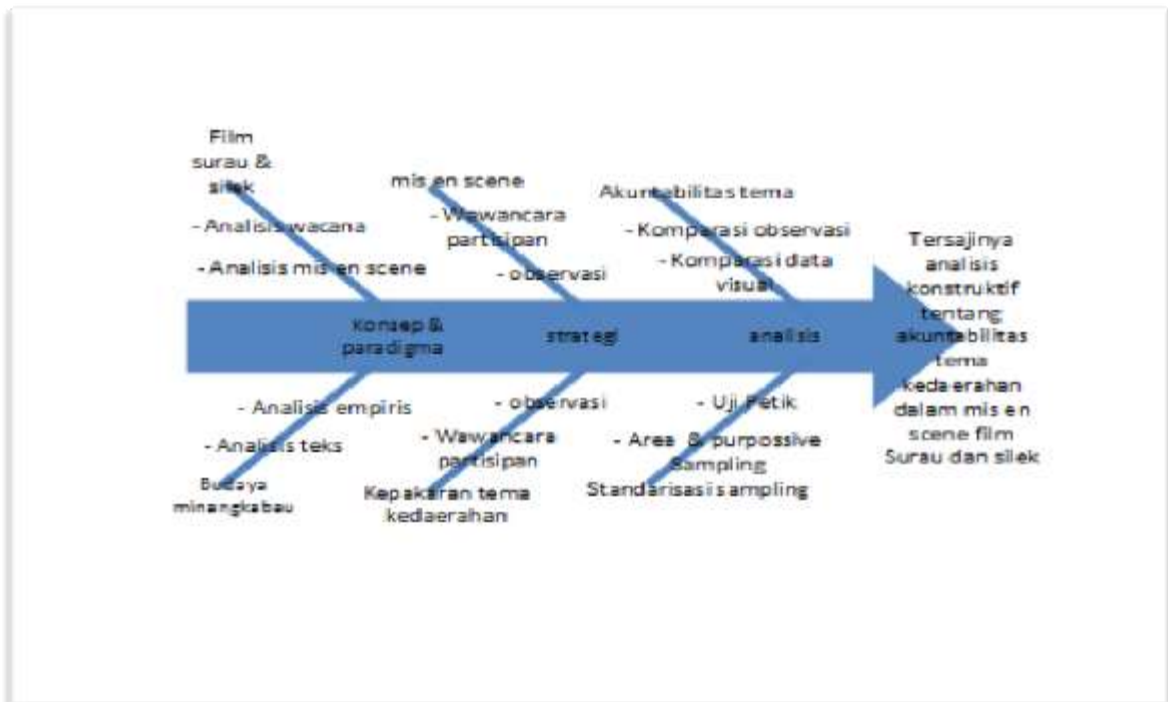 Film
surau &
silek
- Analisis wacana
- Analisis mis en scene
mis en scene
- Wawancara
partisipan
- observasi
Akuntabilitas tema
- Komparasi observasi
- Komparasi data
visual
Konsep &
paradigma
strategi
analisis
Tersajinya
analisis
konstruktif
tentang
akuntabilitas
tema
kedaerahan
dalam mis en
scene film
Surau dan silek
- Analisis empiris
- Analisis teks
Budaya
minangkabau
- observasi
- Wawancara
partisipan
Kepakaran tema
kedaerahan
- Uji Petik
- Area & purpossive
Sampling
Standarisasi sampling